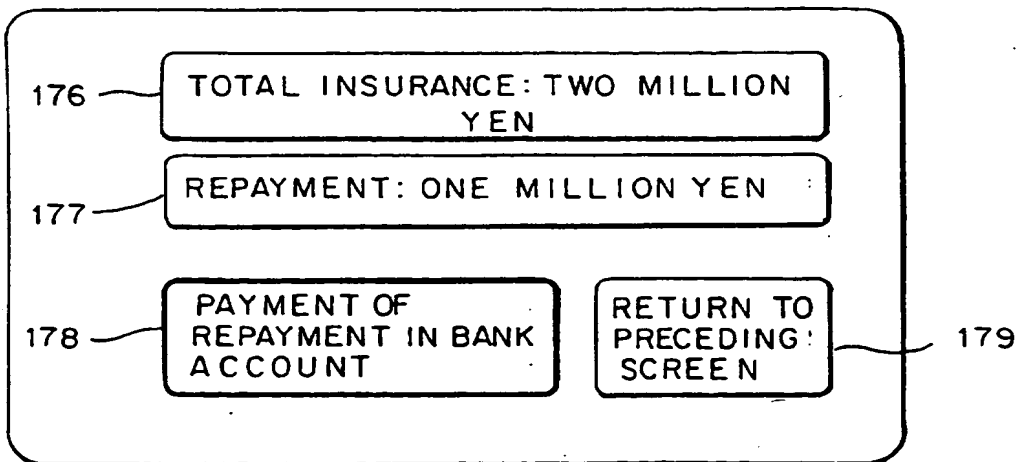 176
TOTAL INSURANCE: TWO MILLION
YEN
177
REPAYMENT: ONE MILLION YEN
178
PAYMENT OF
REPAYMENT IN BANK
ACCOUNT
RETURN TO
PRECEDING
SCREEN
179